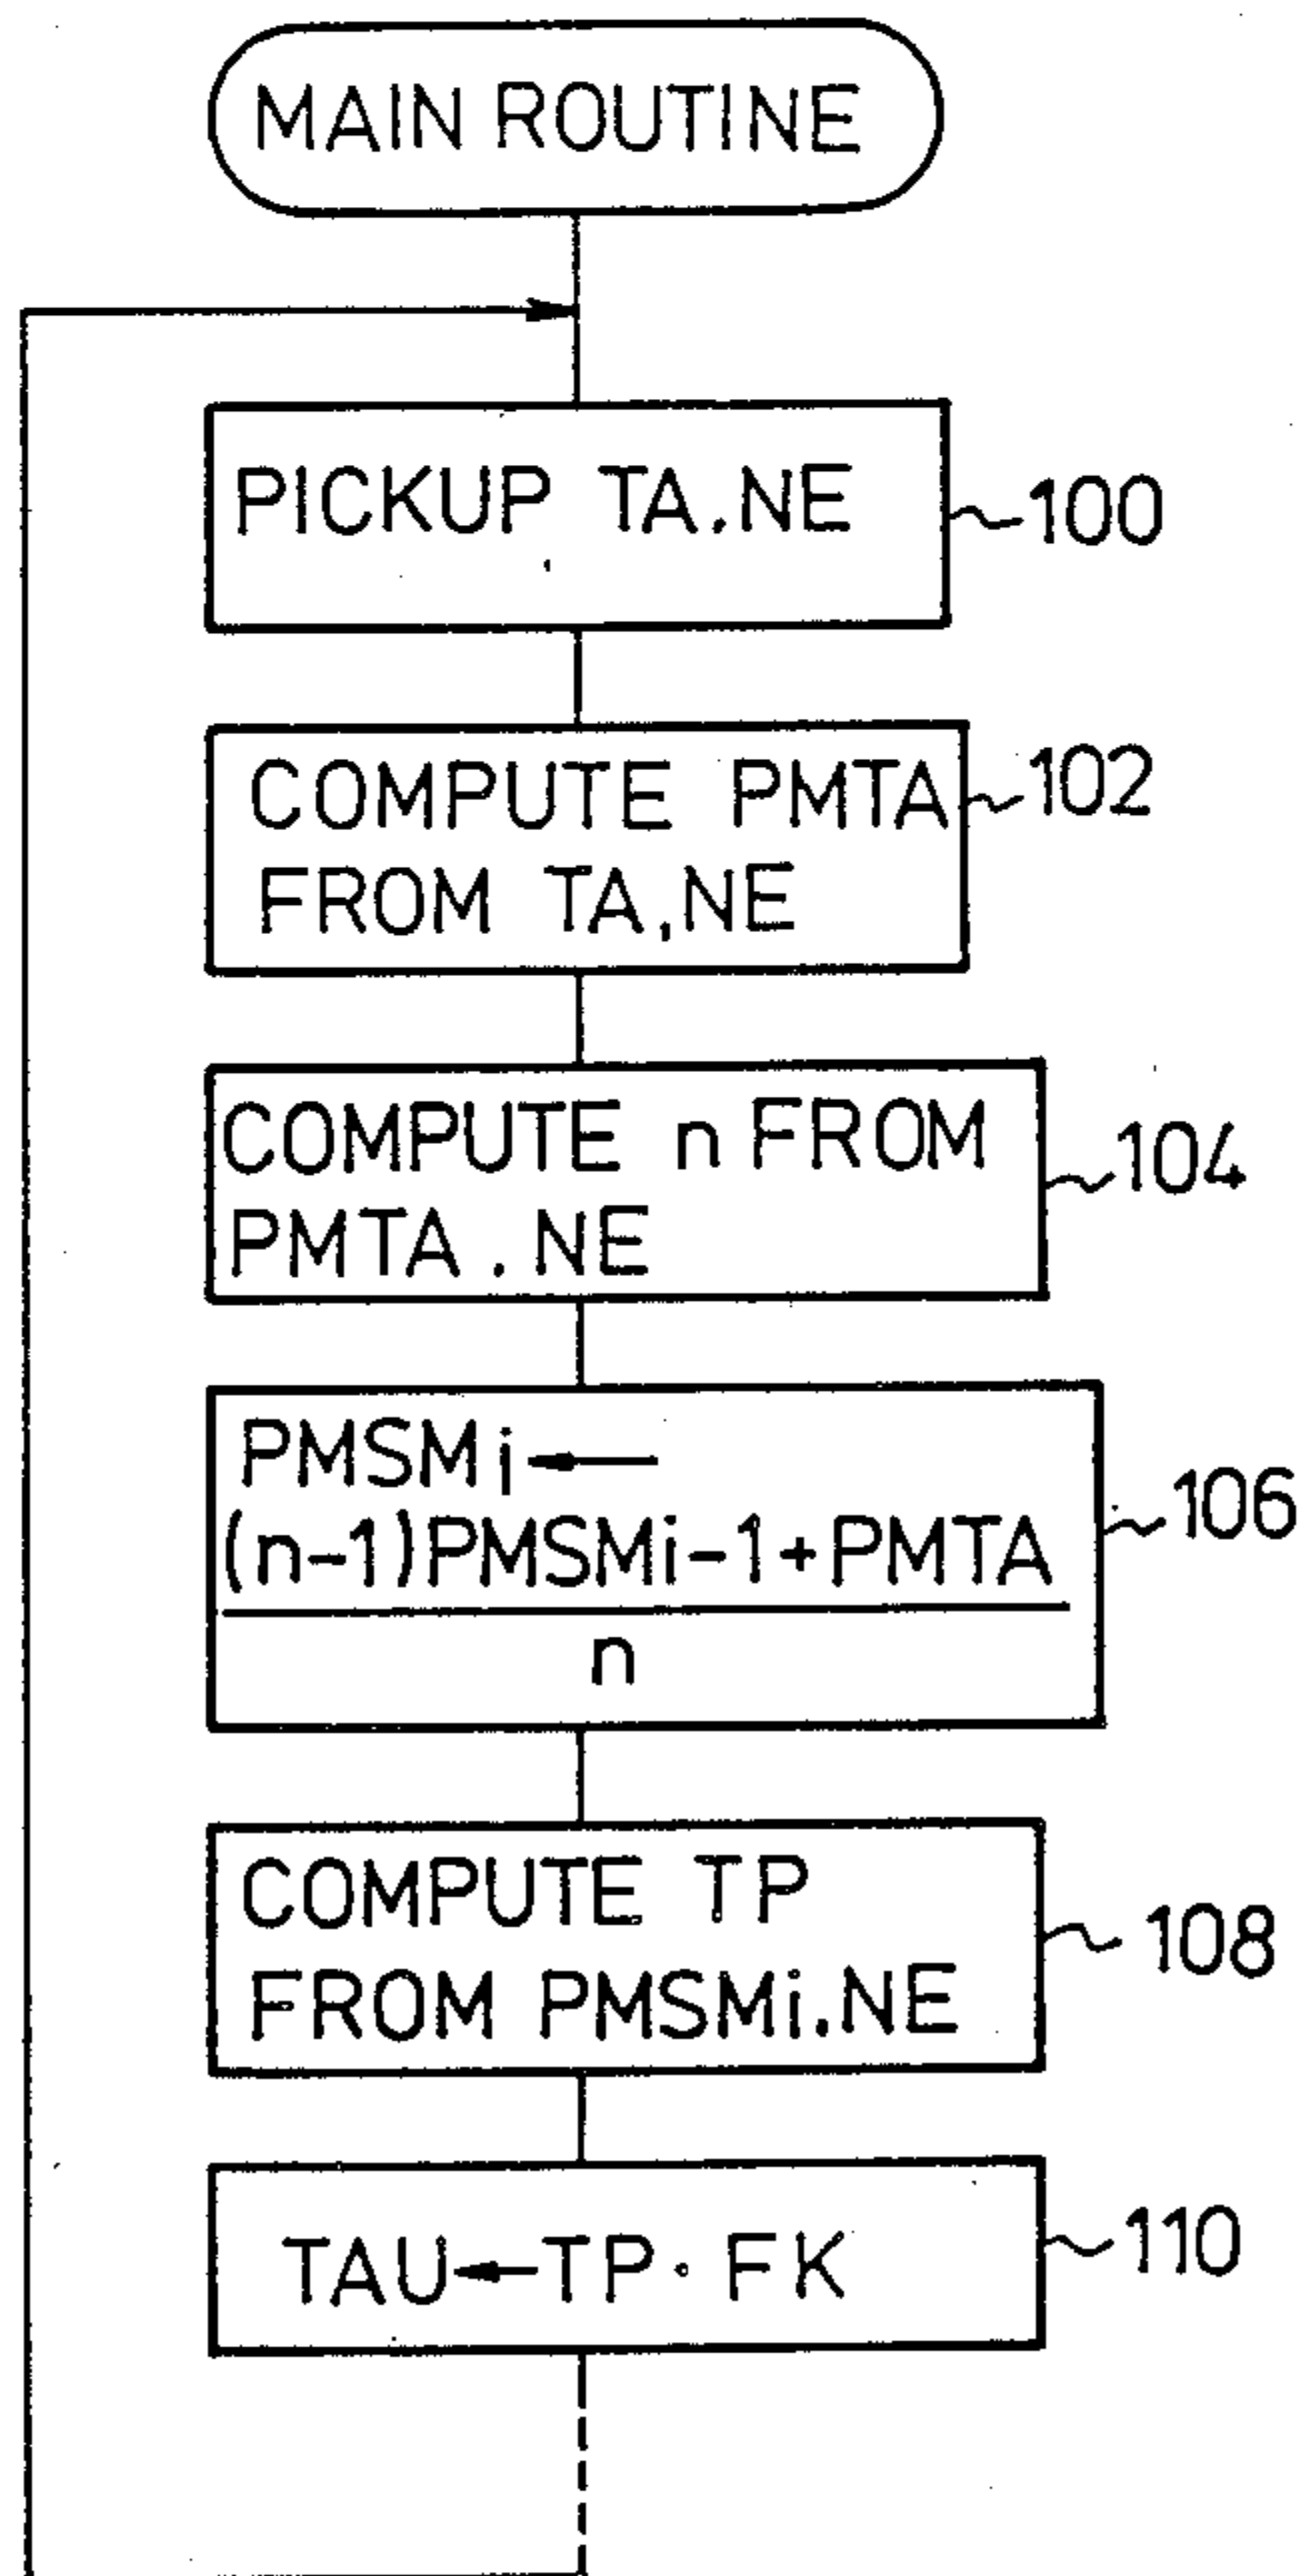 MAIN ROUTINE
PICKUP TA.NE
100
COMPUTE PMTA
FROM TA,NE
102
COMPUTE n FROM
PMTA.NE
104
PMSMi←
(n-1)PMSMi-1+PMTA
n
106
COMPUTE TP
FROM PMSMi.NE
108
TAU←TP·FK
110